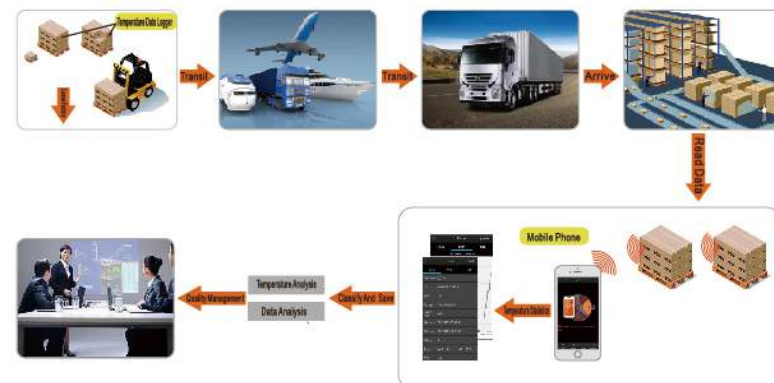 Temperature Data Logger
Transit
Transit
Arrive
Read Data
Mobile Phone
Temperature Statistics
Classify And Save
Temperature Analysis
Data Analysis
Quality Management